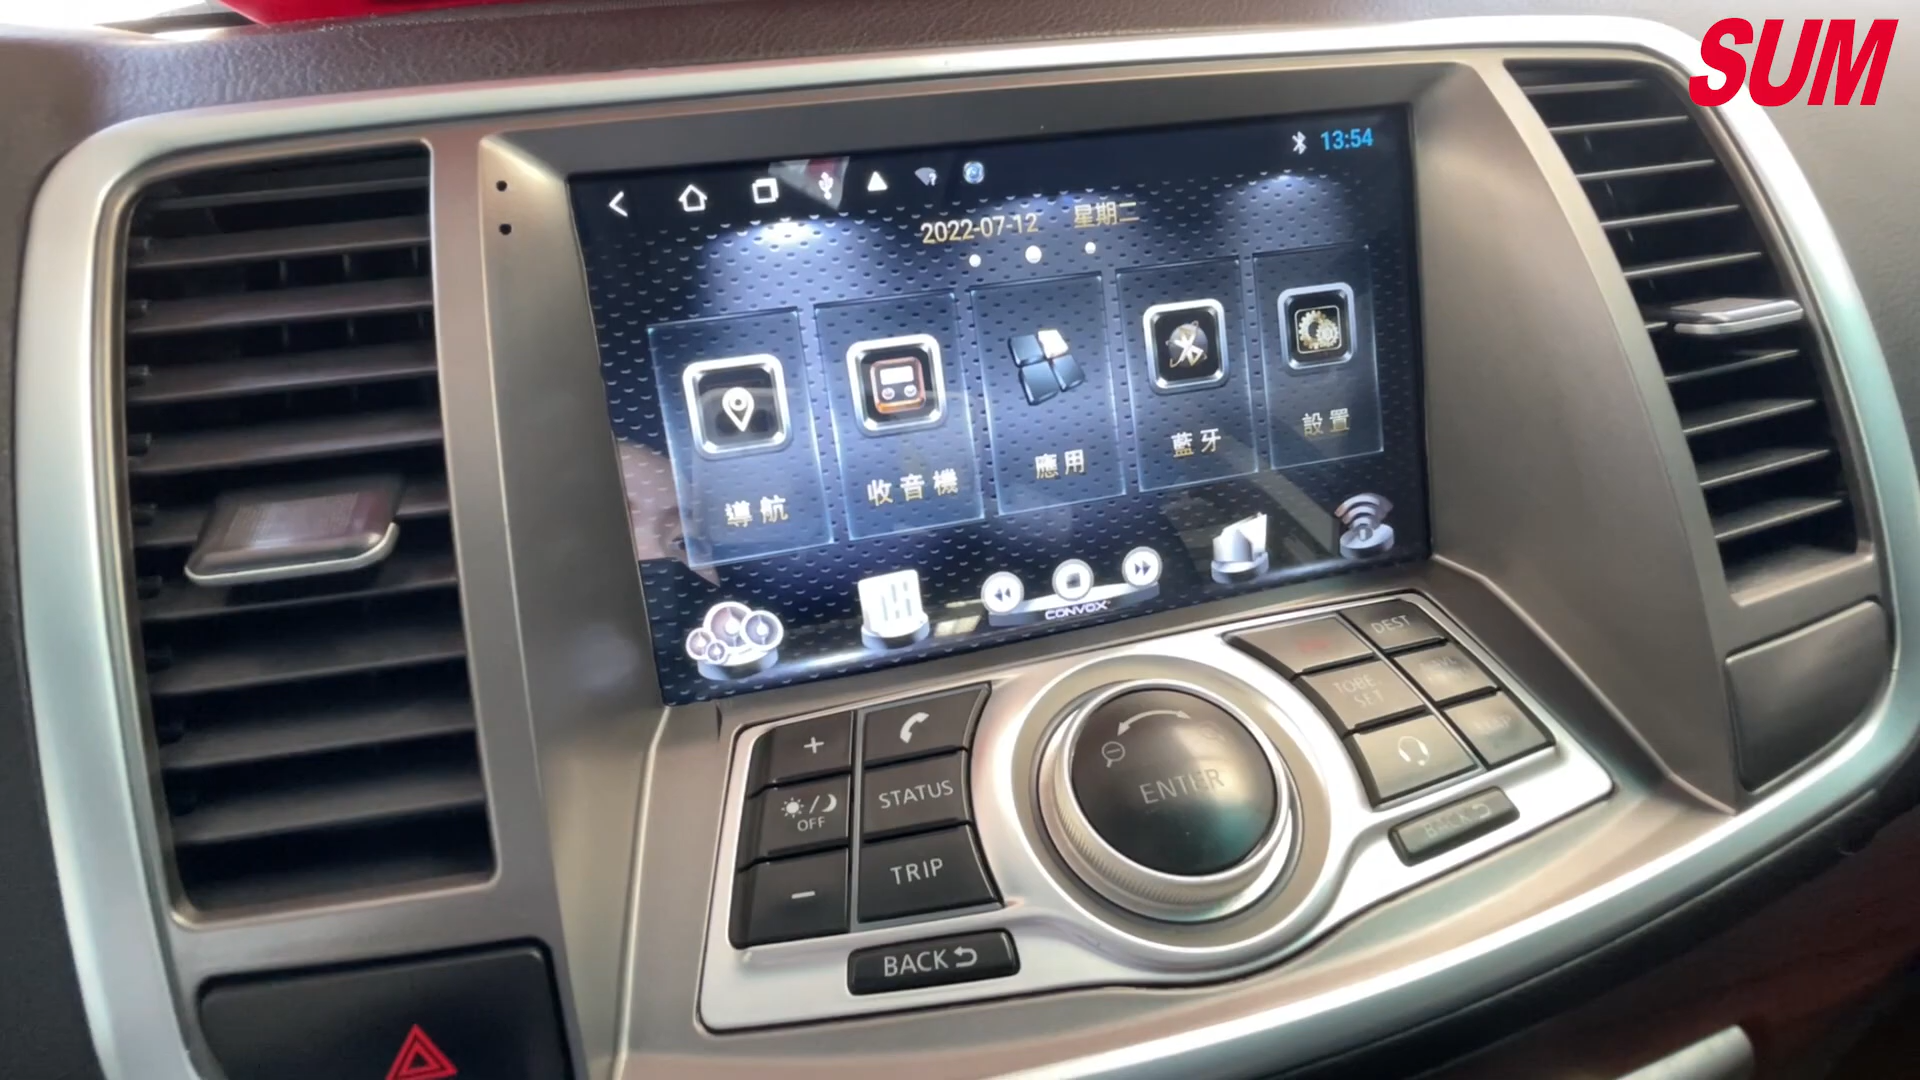 SUM
13:54
2022-07-12 星期二
導航
收音機
應用
藍牙
設置
CONVOX
+
OFF
STATUS
TRIP
−
BACK
ENTER
DEST
BACK